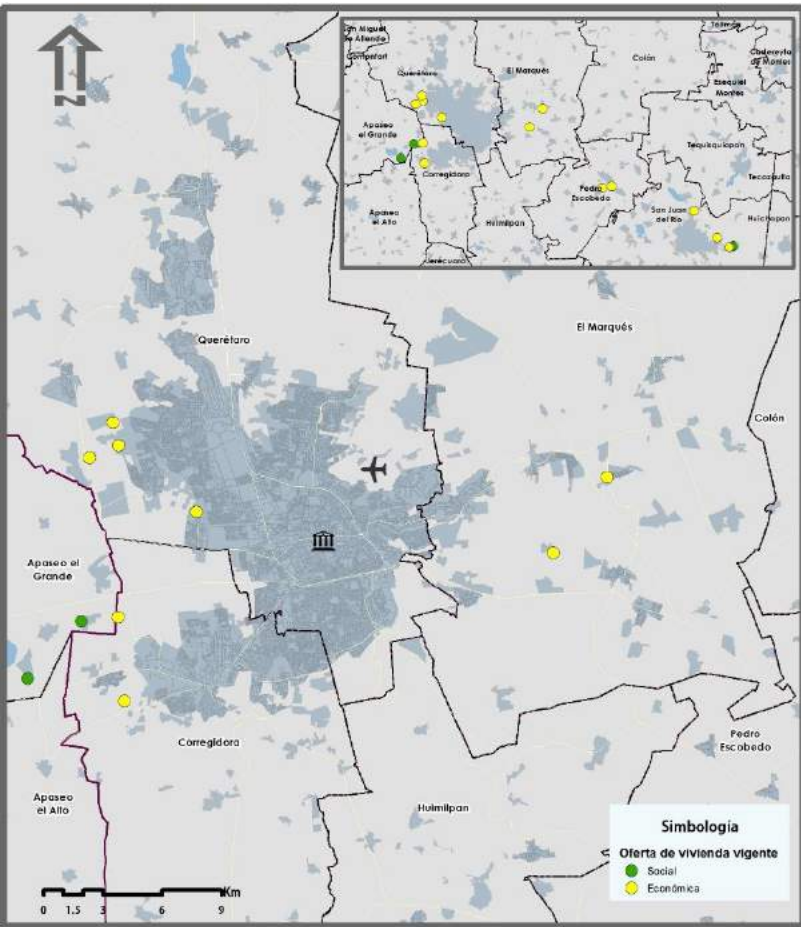 N
San Miguel
de Allende
Comonfort
Querétaro
El Marqués
Colón
Tolimán
Cadereyta
de Montes
Ezequiel
Montes
Apaseo
el Grande
Corregidora
Tequisquiapan
Tecozautla
Pedro
Escobedo
San Juan
del Río
Huichapan
Apaseo
el Alto
Huimilpan
Jerécuaro
Querétaro
El Marqués
Colón
Apaseo el
Grande
Corregidora
Apaseo
el Alto
Huimilpan
Pedro
Escobedo
Simbología
Oferta de vivienda vigente
Social
Económica
Km
0 1.5 3 6 9